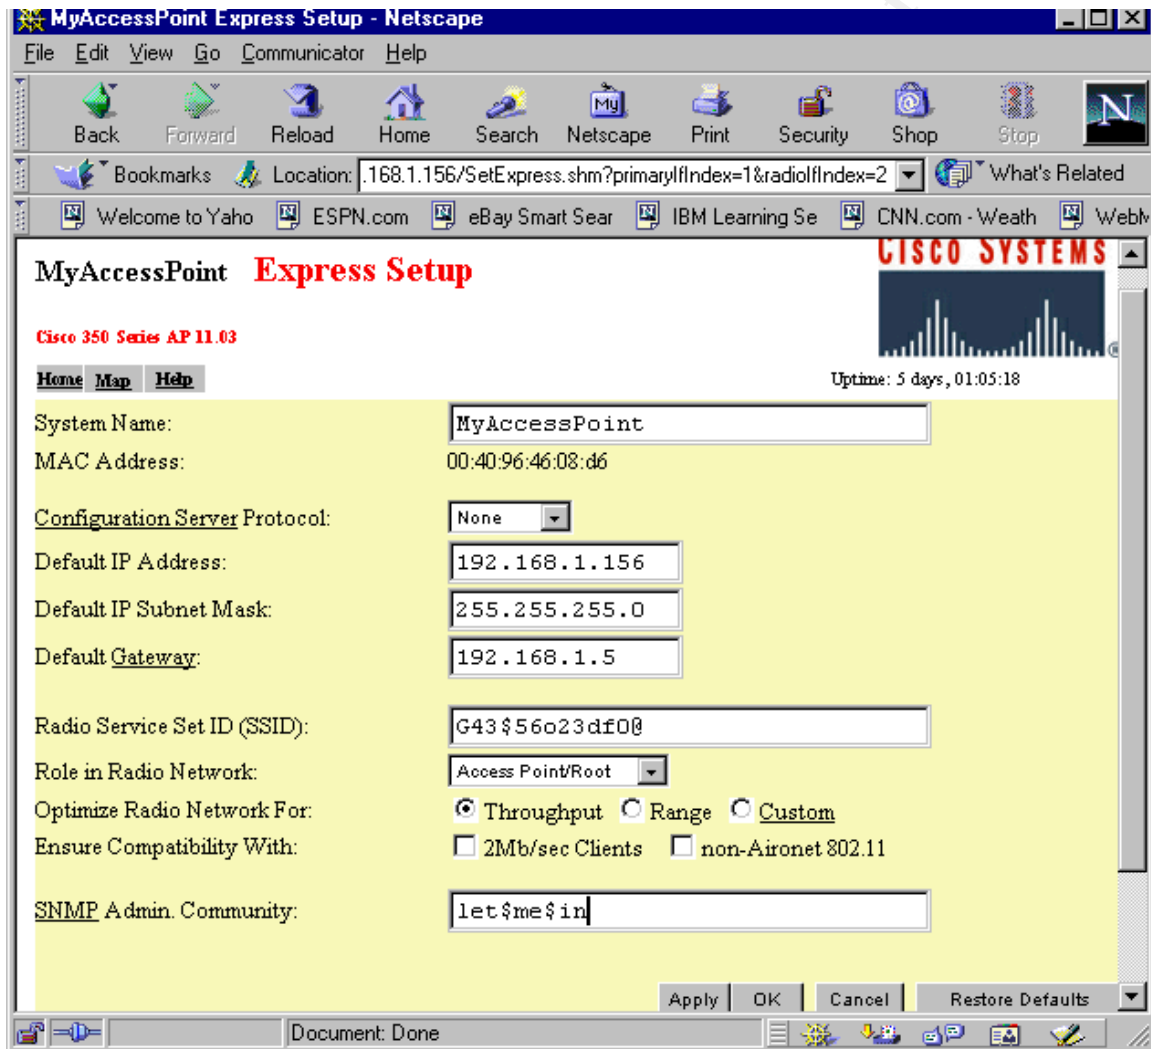 MyAccessPoint Express Setup - Netscape
File Edit View Go Communicator Help
Back Forward Reload Home Search Netscape Print Security Shop Stop
My
N
Bookmarks Location: .168.1.156/SetExpress.shm?primaryIfIndex=1&radioIfIndex=2 What's Related
Welcome to Yaho ESPN.com eBay Smart Sear IBM Learning Se CNN.com - Weath WebM
MyAccessPoint Express Setup
CISCO SYSTEMS
®
Cisco 350 Series AP 11.03
Home Map Help
Uptime: 5 days, 01:05:18
System Name: MyAccessPoint
MAC Address: 00:40:96:46:08:d6
Configuration Server Protocol: None
Default IP Address: 192.168.1.156
Default IP Subnet Mask: 255.255.255.0
Default Gateway: 192.168.1.5
Radio Service Set ID (SSID): G43$56o23df0@
Role in Radio Network: Access Point/Root
Optimize Radio Network For: Throughput Range Custom
Ensure Compatibility With: 2Mb/sec Clients non-Aironet 802.11
SNMP Admin. Community: let$me$in
Apply OK Cancel Restore Defaults
Document: Done